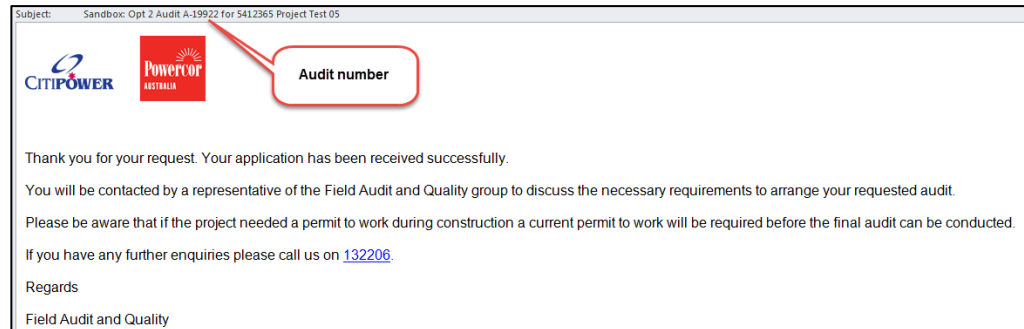 Subject: Sandbox: Opt 2 Audit A-19922 for 5412365 Project Test 05
CITIPOWER
Powercor
AUSTRALIA
Audit number
Thank you for your request. Your application has been received successfully.
You will be contacted by a representative of the Field Audit and Quality group to discuss the necessary requirements to arrange your requested audit.
Please be aware that if the project needed a permit to work during construction a current permit to work will be required before the final audit can be conducted.
If you have any further enquiries please call us on 132206.
Regards
Field Audit and Quality